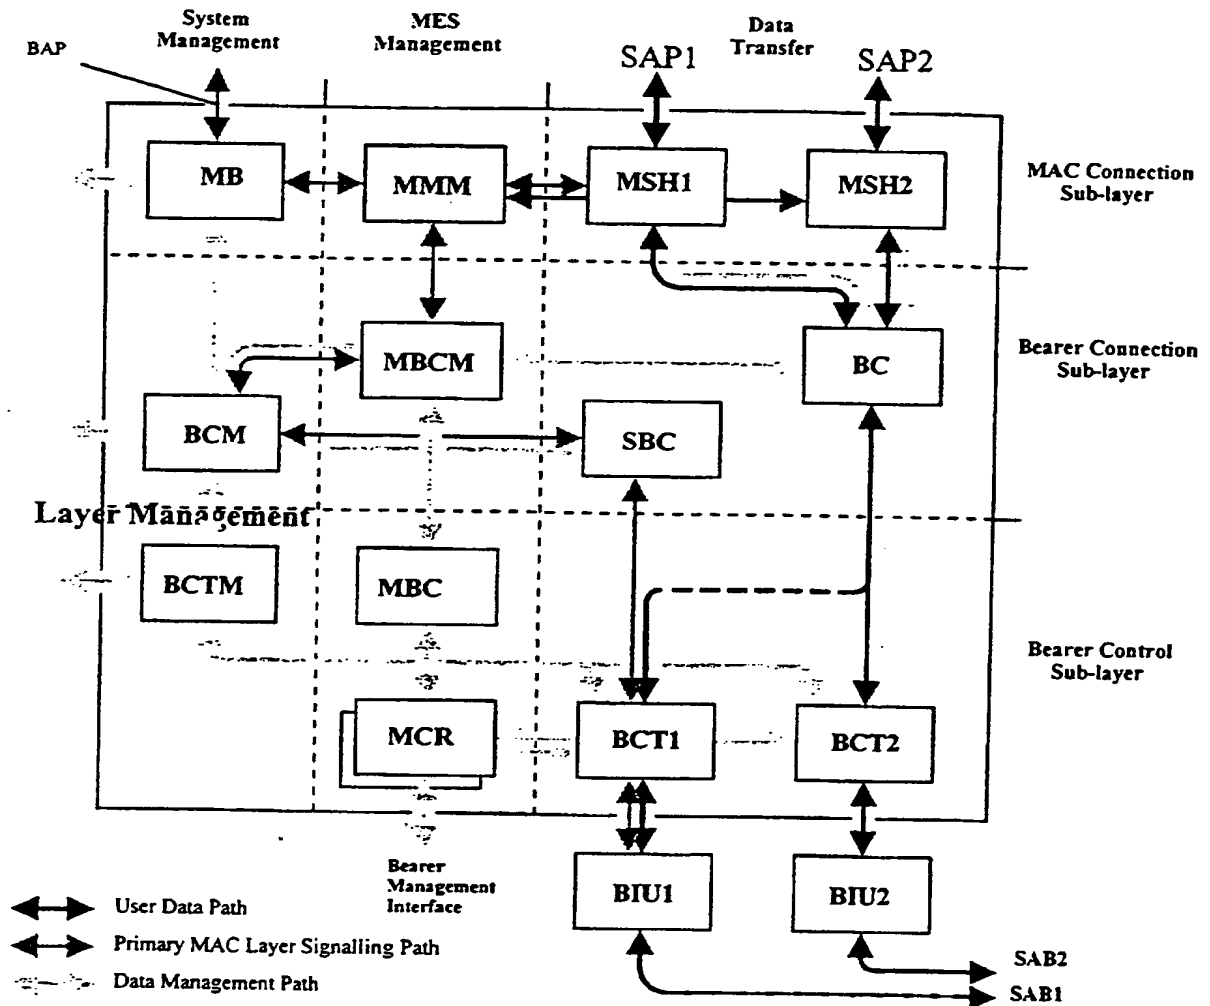 System
Management
MES
Management
Data
Transfer
BAP
SAP1
SAP2
MB
MMM
MSH1
MSH2
MAC Connection
Sub-layer
MBCM
BC
Bearer Connection
Sub-layer
BCM
SBC
Layer Management
BCTM
MBC
Bearer Control
Sub-layer
MCR
BCT1
BCT2
Bearer
Management
Interface
BIU1
BIU2
User Data Path
Primary MAC Layer Signalling Path
Data Management Path
SAB2
SAB1